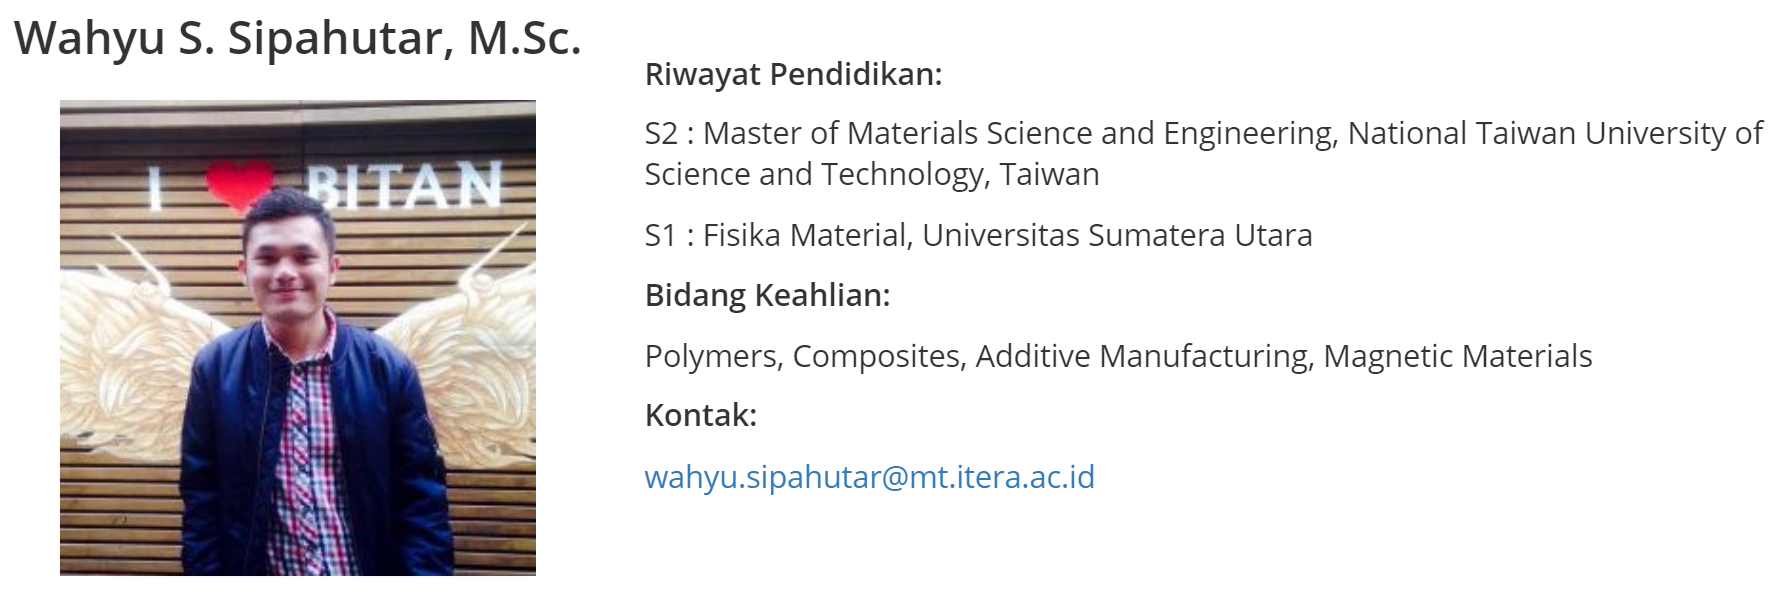 Wahyu S. Sipahutar, M.Sc.
I ❤ BITAN
Riwayat Pendidikan:
S2 : Master of Materials Science and Engineering, National Taiwan University of
Science and Technology, Taiwan
S1 : Fisika Material, Universitas Sumatera Utara
Bidang Keahlian:
Polymers, Composites, Additive Manufacturing, Magnetic Materials
Kontak:
wahyu.sipahutar@mt.itera.ac.id